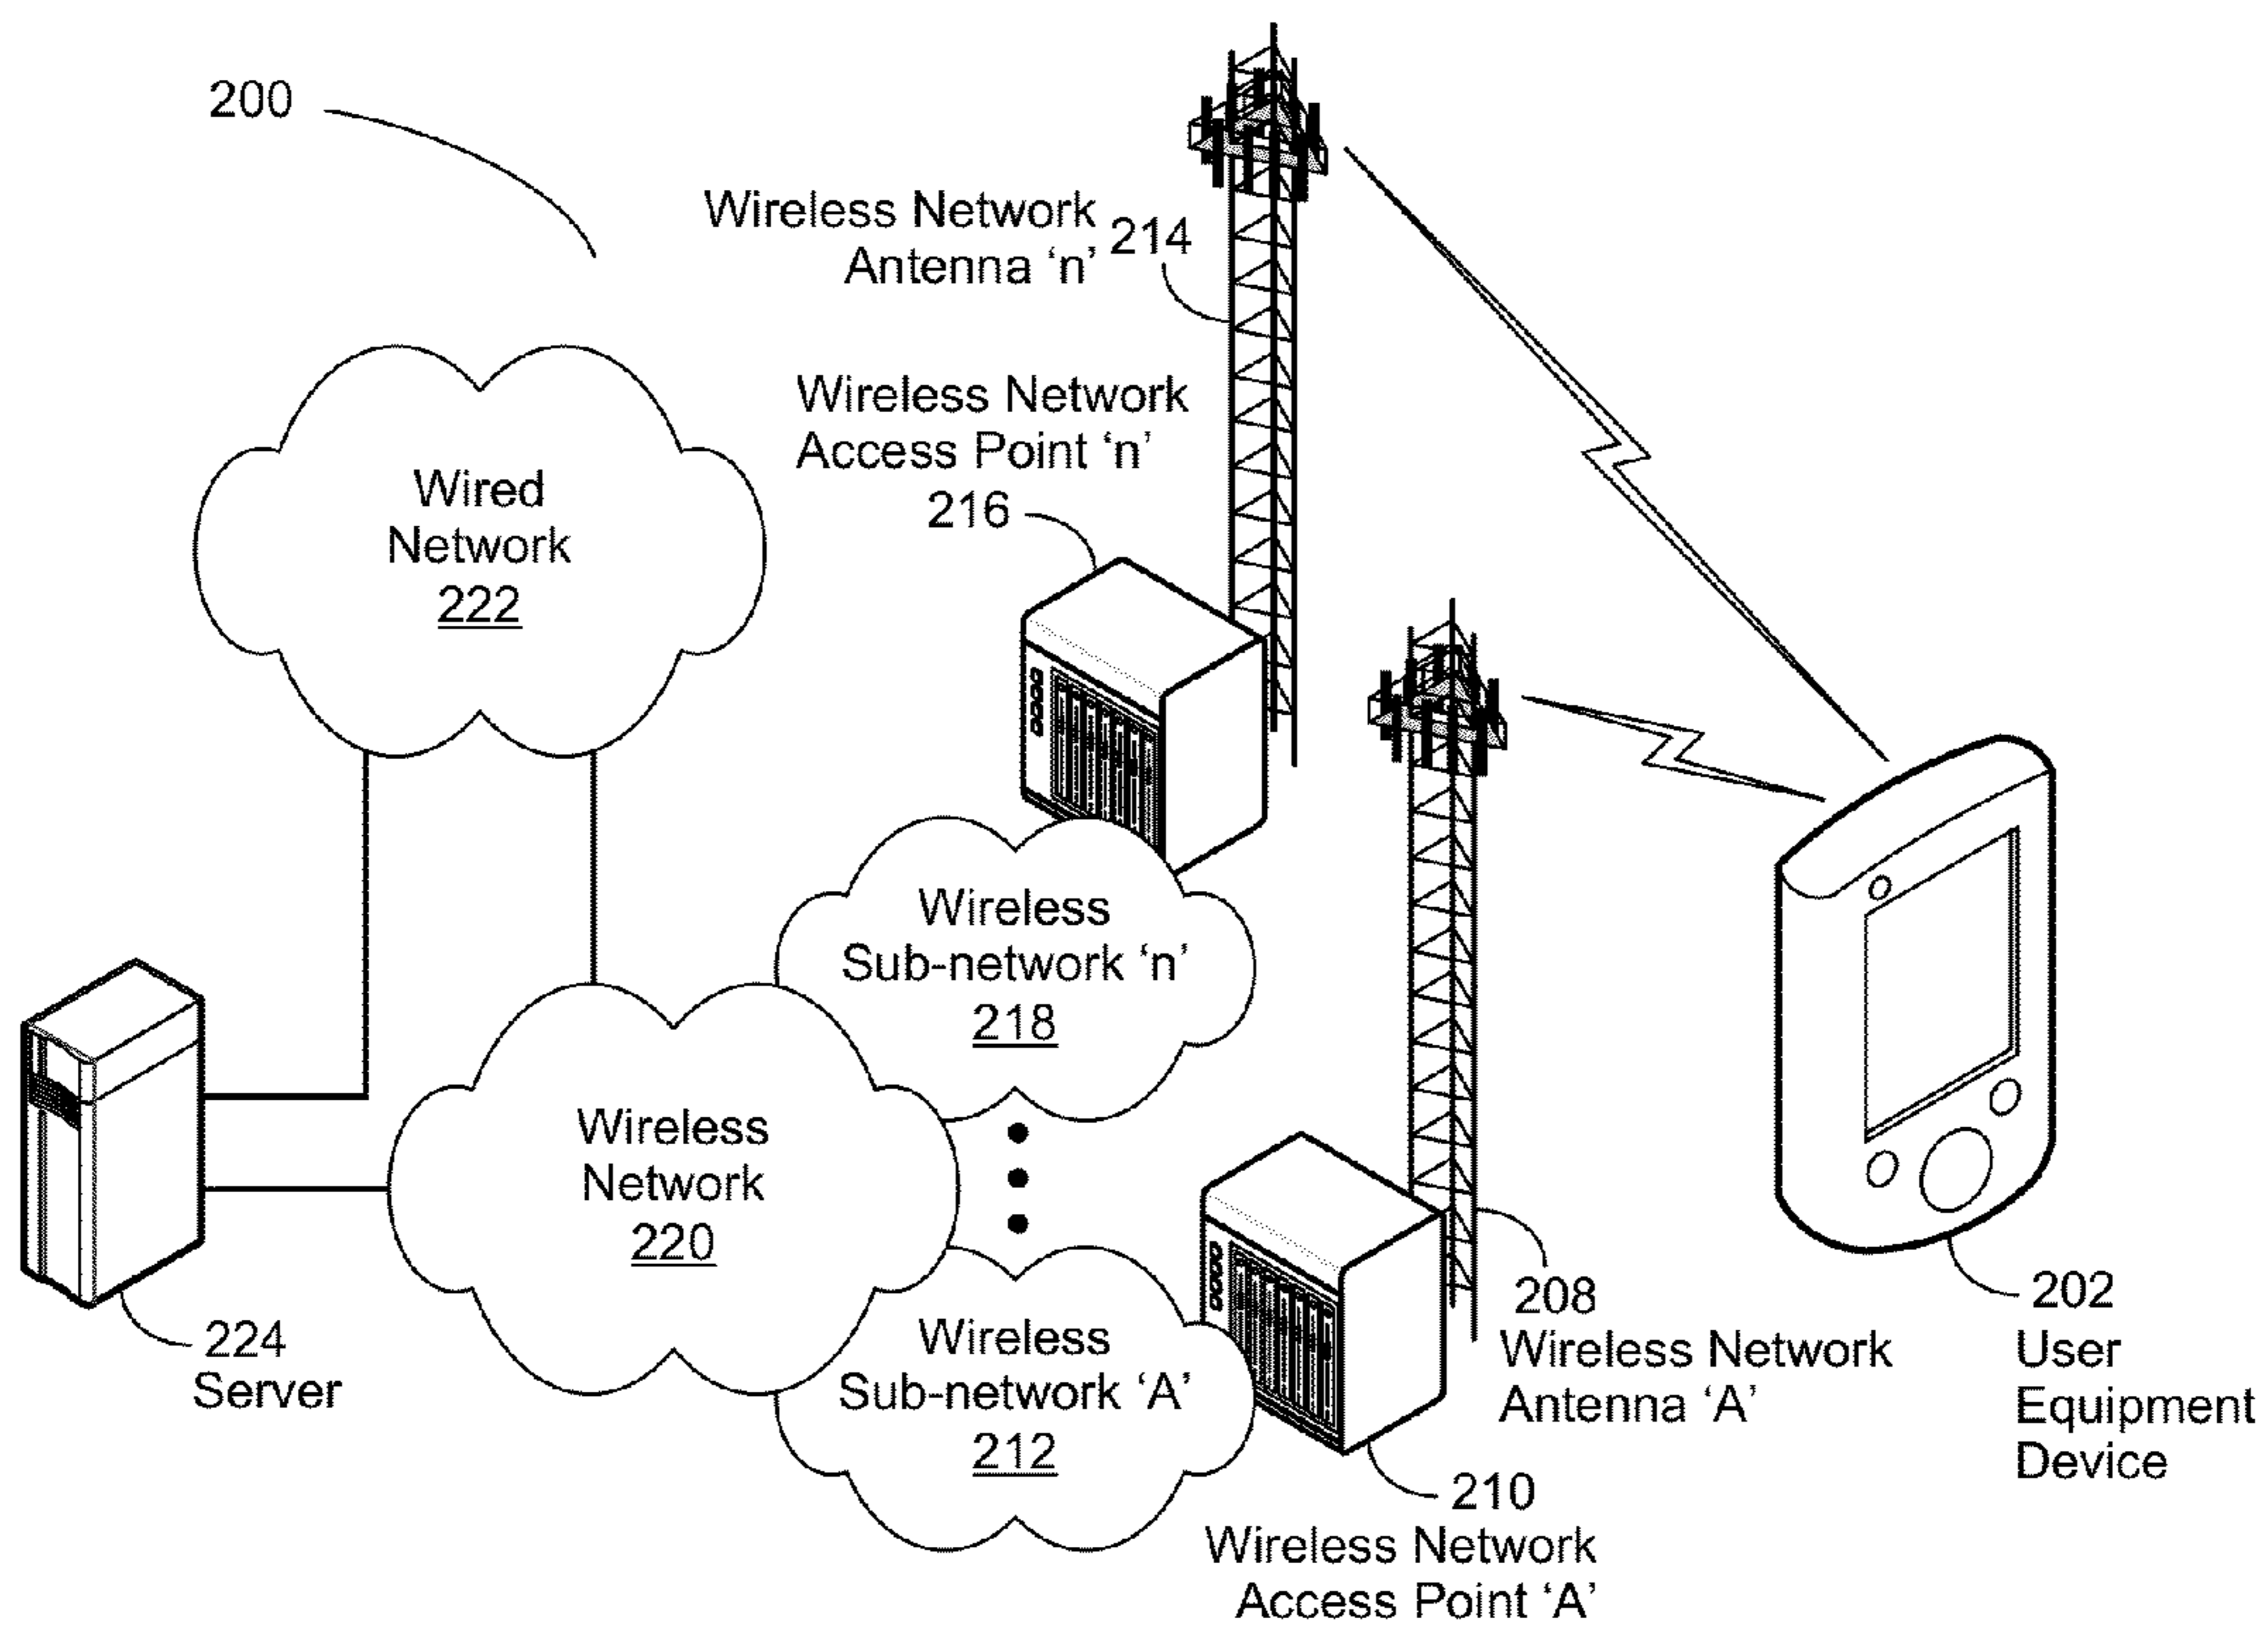 200
Wireless Network
Antenna ‘n’
214
Wireless Network
Access Point ‘n’
216
Wired
Network
222
Wireless
Sub-network ‘n’
218
Wireless
Network
220
224
Server
Wireless
Sub-network ‘A’
212
208
Wireless Network
Antenna ‘A’
202
User
Equipment
Device
210
Wireless Network
Access Point ‘A’